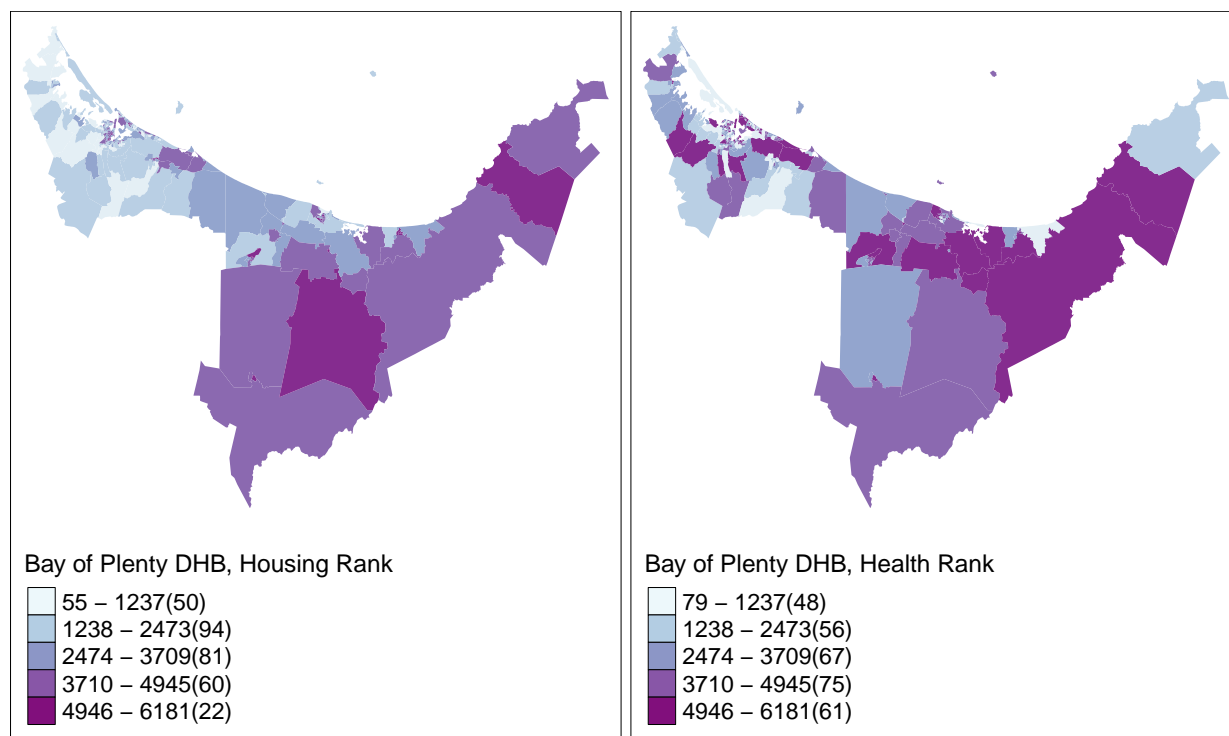 Bay of Plenty DHB, Housing Rank
55 – 1237(50)
1238 – 2473(94)
2474 – 3709(81)
3710 – 4945(60)
4946 – 6181(22)
Bay of Plenty DHB, Health Rank
79 – 1237(48)
1238 – 2473(56)
2474 – 3709(67)
3710 – 4945(75)
4946 – 6181(61)